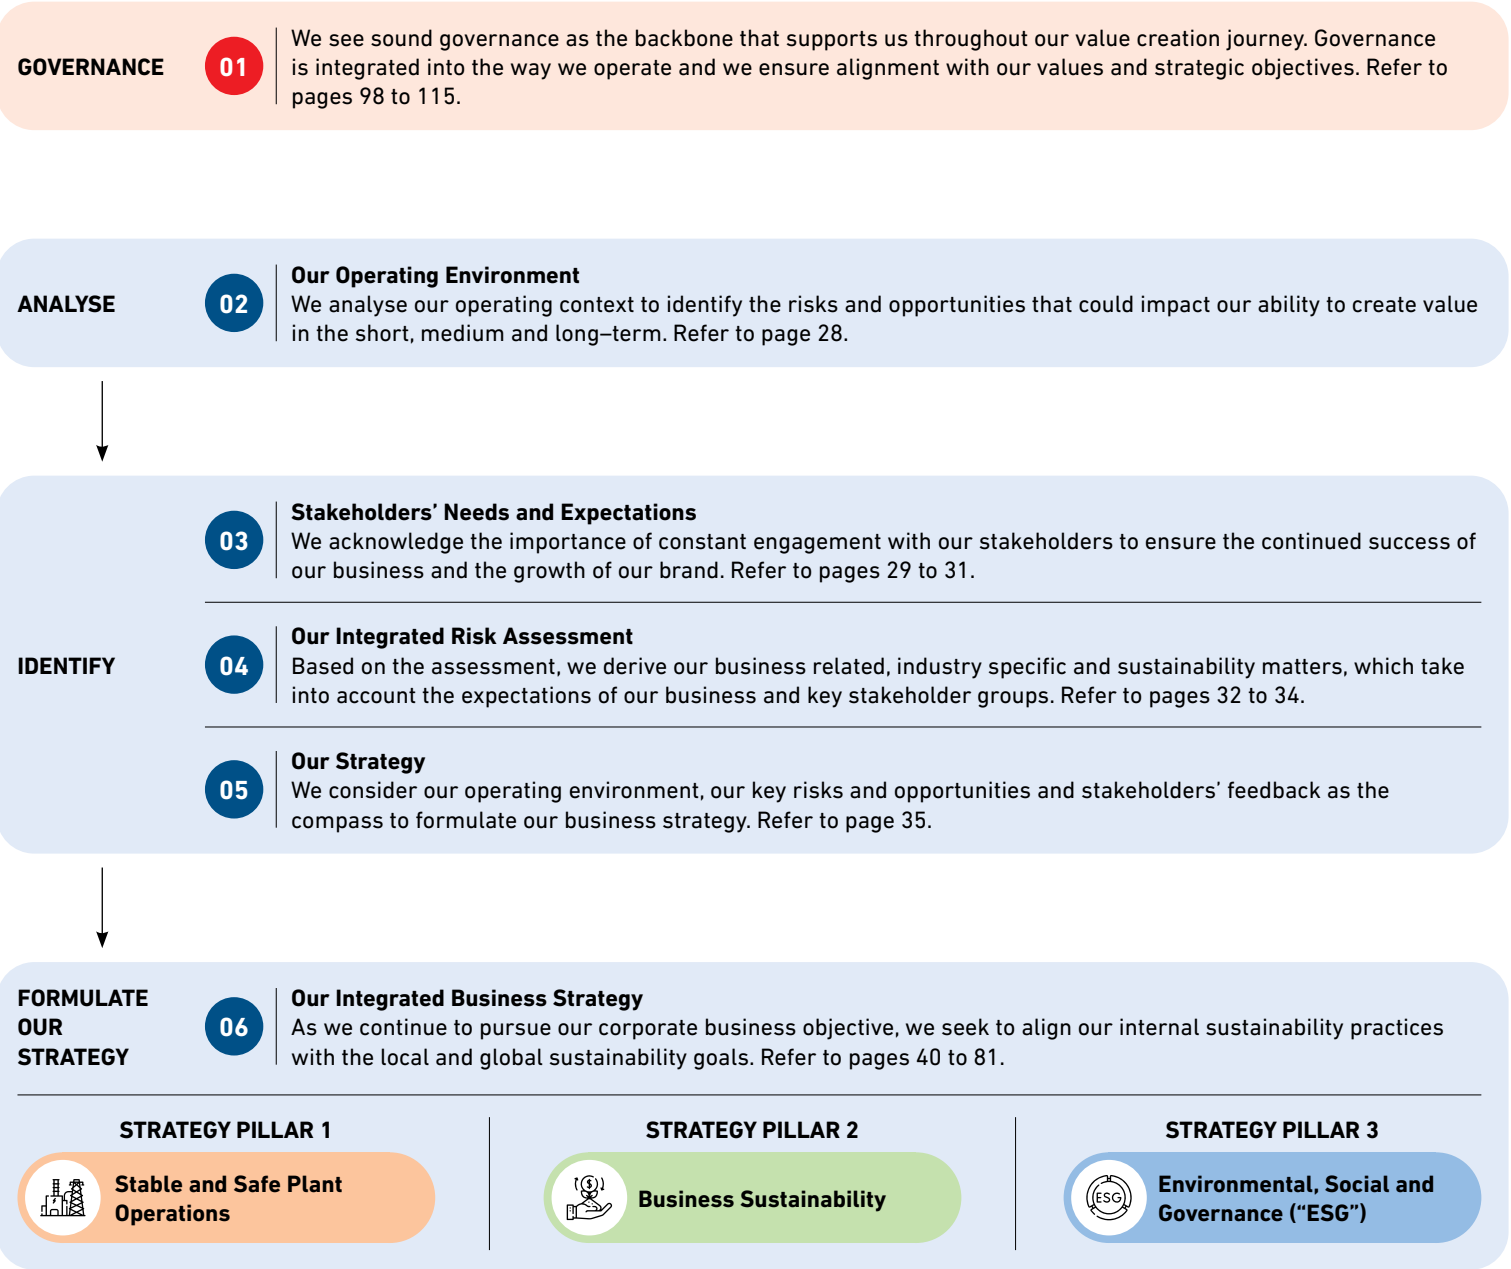 GOVERNANCE
01
We see sound governance as the backbone that supports us throughout our value creation journey. Governance
is integrated into the way we operate and we ensure alignment with our values and strategic objectives. Refer to
pages 98 to 115.
ANALYSE
02
Our Operating Environment
We analyse our operating context to identify the risks and opportunities that could impact our ability to create value
in the short, medium and long–term. Refer to page 28.
IDENTIFY
03
Stakeholders’ Needs and Expectations
We acknowledge the importance of constant engagement with our stakeholders to ensure the continued success of
our business and the growth of our brand. Refer to pages 29 to 31.
04
Our Integrated Risk Assessment
Based on the assessment, we derive our business related, industry specific and sustainability matters, which take
into account the expectations of our business and key stakeholder groups. Refer to pages 32 to 34.
05
Our Strategy
We consider our operating environment, our key risks and opportunities and stakeholders’ feedback as the
compass to formulate our business strategy. Refer to page 35.
FORMULATE
OUR
STRATEGY
06
Our Integrated Business Strategy
As we continue to pursue our corporate business objective, we seek to align our internal sustainability practices
with the local and global sustainability goals. Refer to pages 40 to 81.
STRATEGY PILLAR 1
Stable and Safe Plant
Operations
STRATEGY PILLAR 2
$
Business Sustainability
STRATEGY PILLAR 3
ESG
Environmental, Social and
Governance (“ESG”)